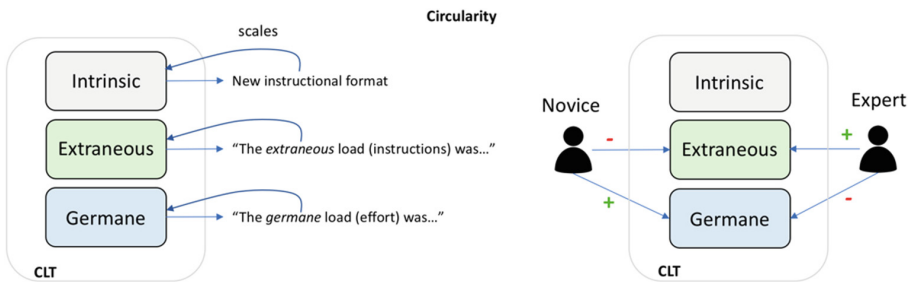 Circularity
scales
Intrinsic
New instructional format
Extraneous
“The extraneous load (instructions) was...”
Germane
“The germane load (effort) was...”
CLT
Novice
Expert
Intrinsic
-
+
Extraneous
+
-
Germane
CLT